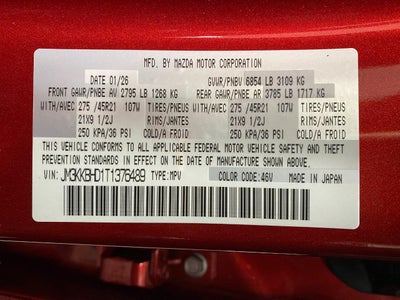 MFD. BY MAZDA MOTOR CORPORATION
DATE 01/26 GVWR/PNBV 6854 LB 3109 KG
FRONT GAWR/PNBE AV 2795 LB 1268 KG REAR GAWR/PNBE AR 3785 LB 1717 KG
WITH/AVEC 275 /45R21 107W TIRES/PNEUS WITH/AVEC 275 /45R21 107W TIRES/PNEUS
21X9 1/2J RIMS/JANTES 21X9 1/2J RIMS/JANTES
250 KPA/36 PSI COLD/A FROID 250 KPA/36 PSI COLD/A FROID
THIS VEHICLE CONFORMS TO ALL APPLICABLE FEDERAL MOTOR VEHICLE SAFETY AND THEFT
PREVENTION STANDARDS IN EFFECT ON THE DATE OF MANUFACTURE SHOWN ABOVE.
JM3KKBHD1T1376489 TYPE:MPV COLOR CODE:46V MADE IN JAPAN